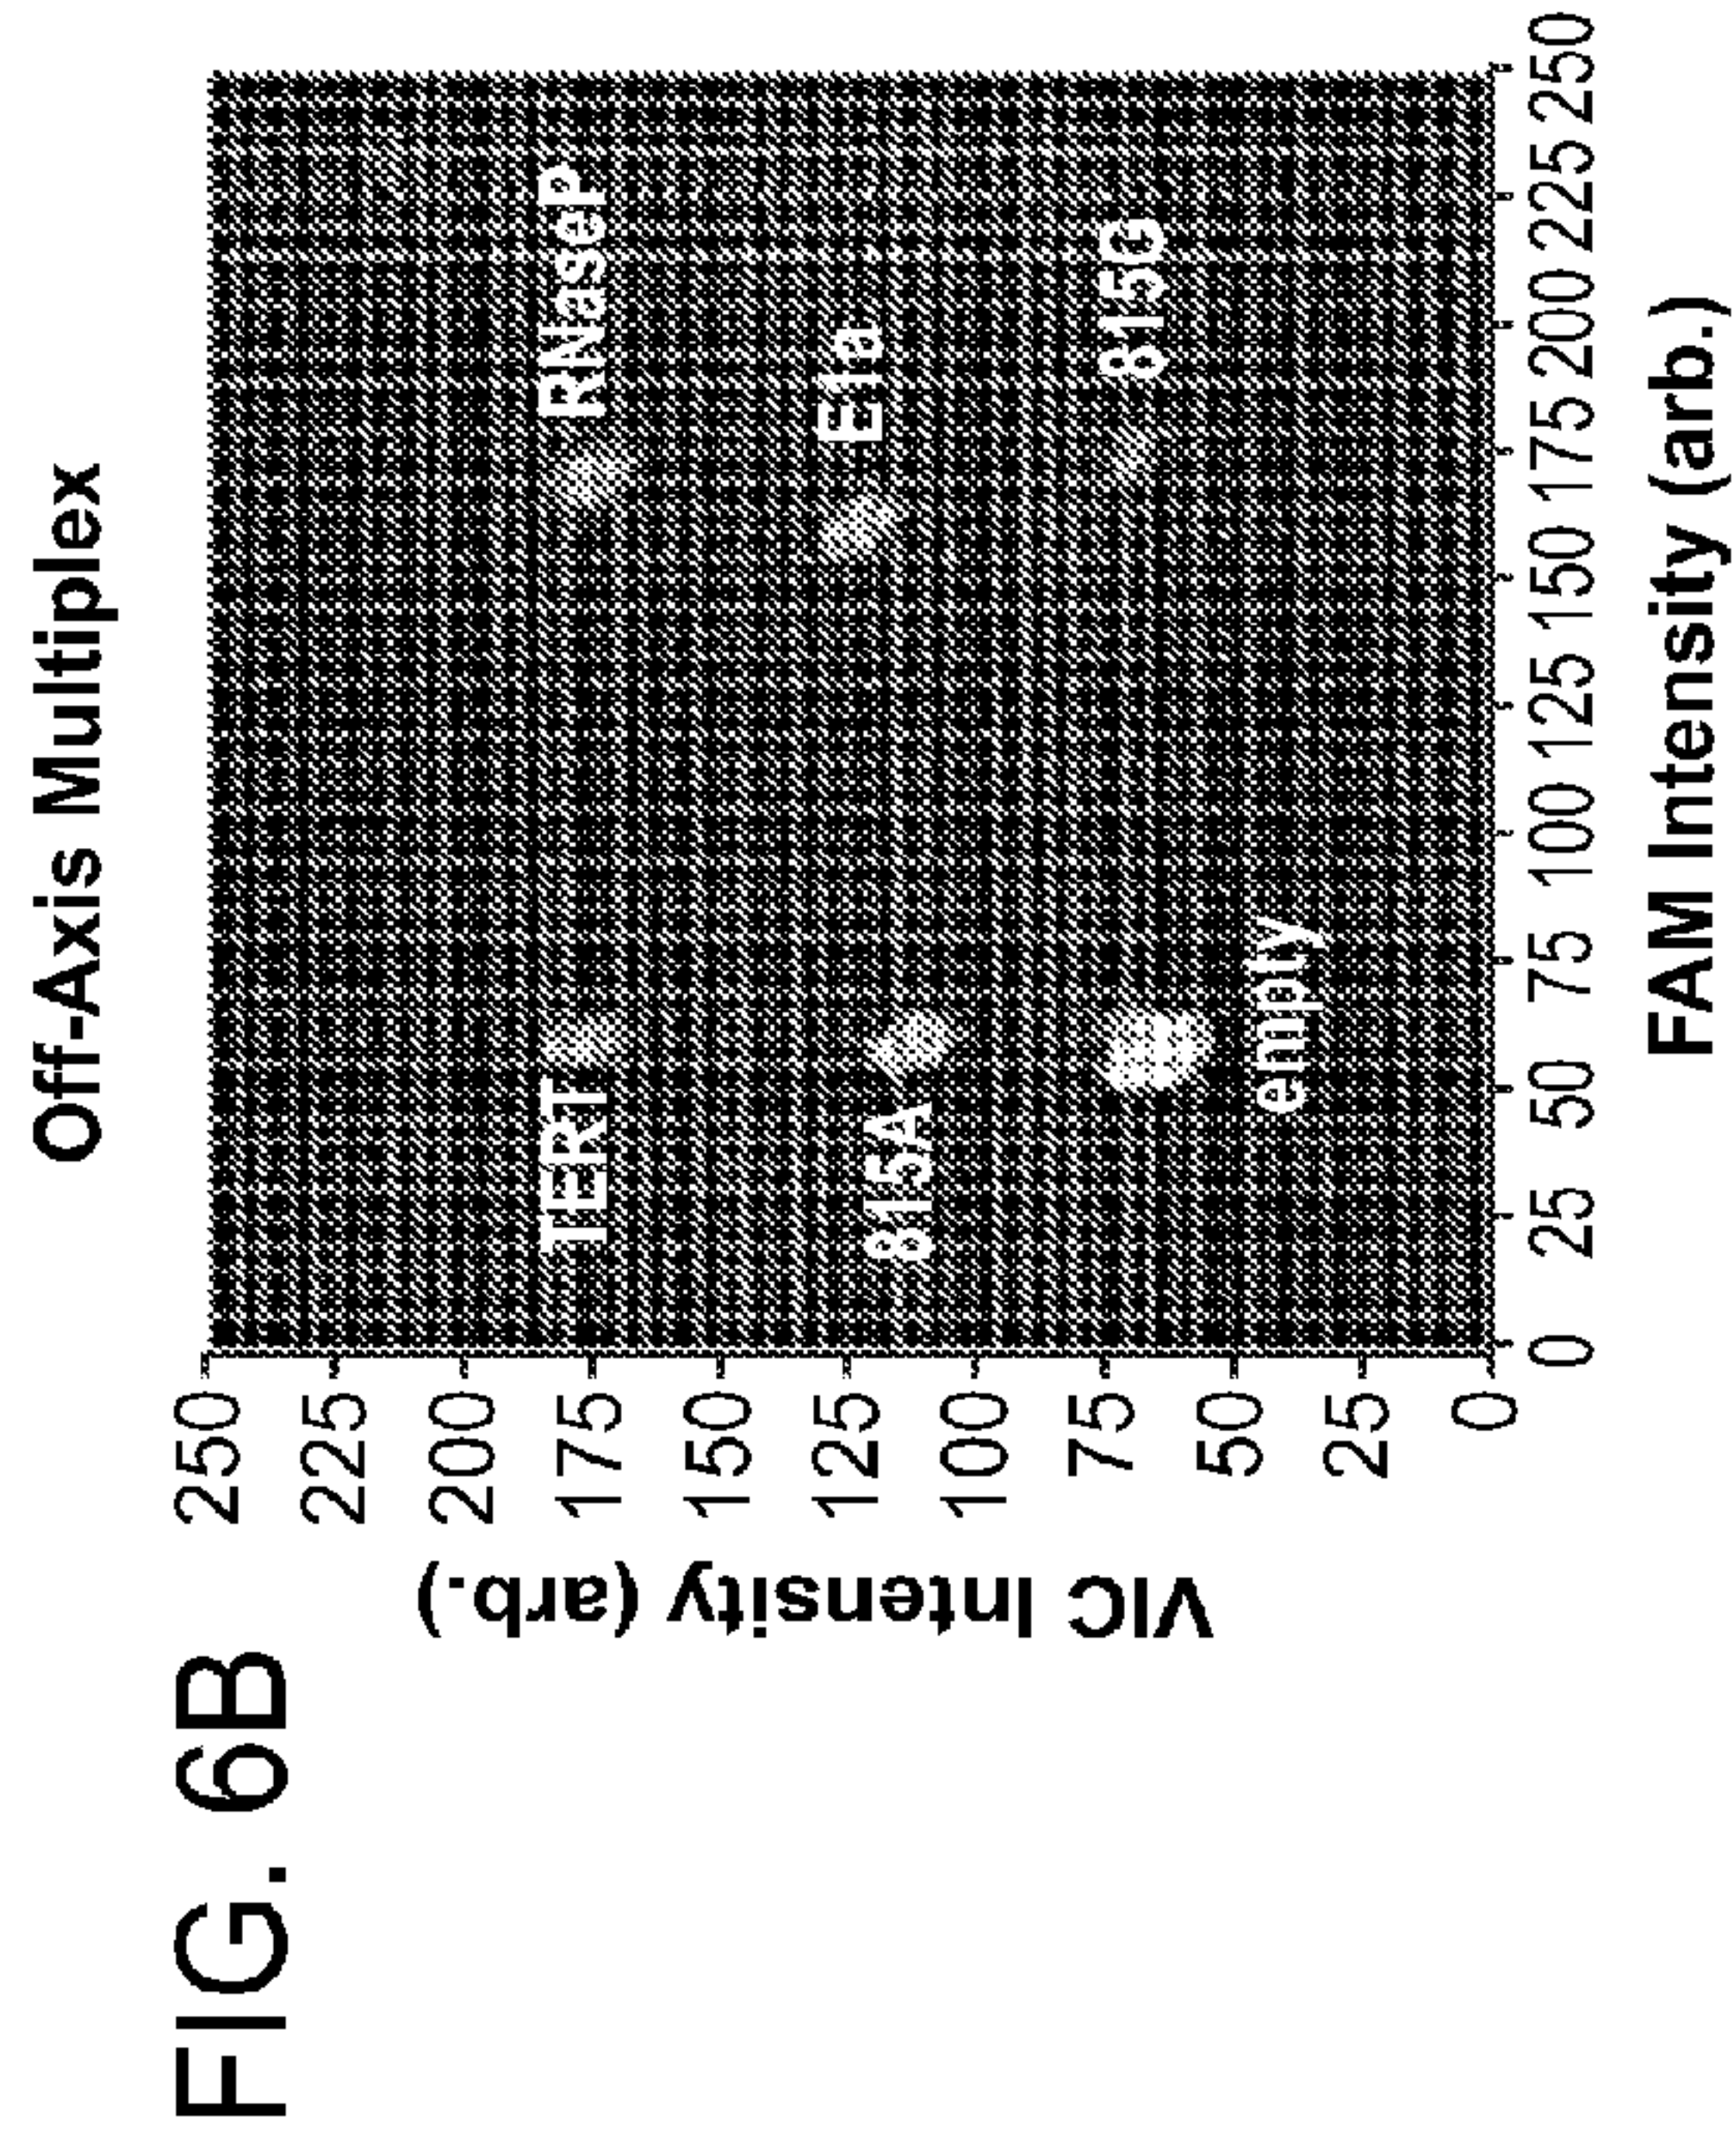 FIG. 6B
Off-Axis Multiplex
VIC Intensity (arb.)
250
225
200
175
150
125
100
75
50
25
0
TERT
RNaseP
815A
E1a
815G
empty
0 25 50 75 100 125 150 175 200 225 250
FAM Intensity (arb.)